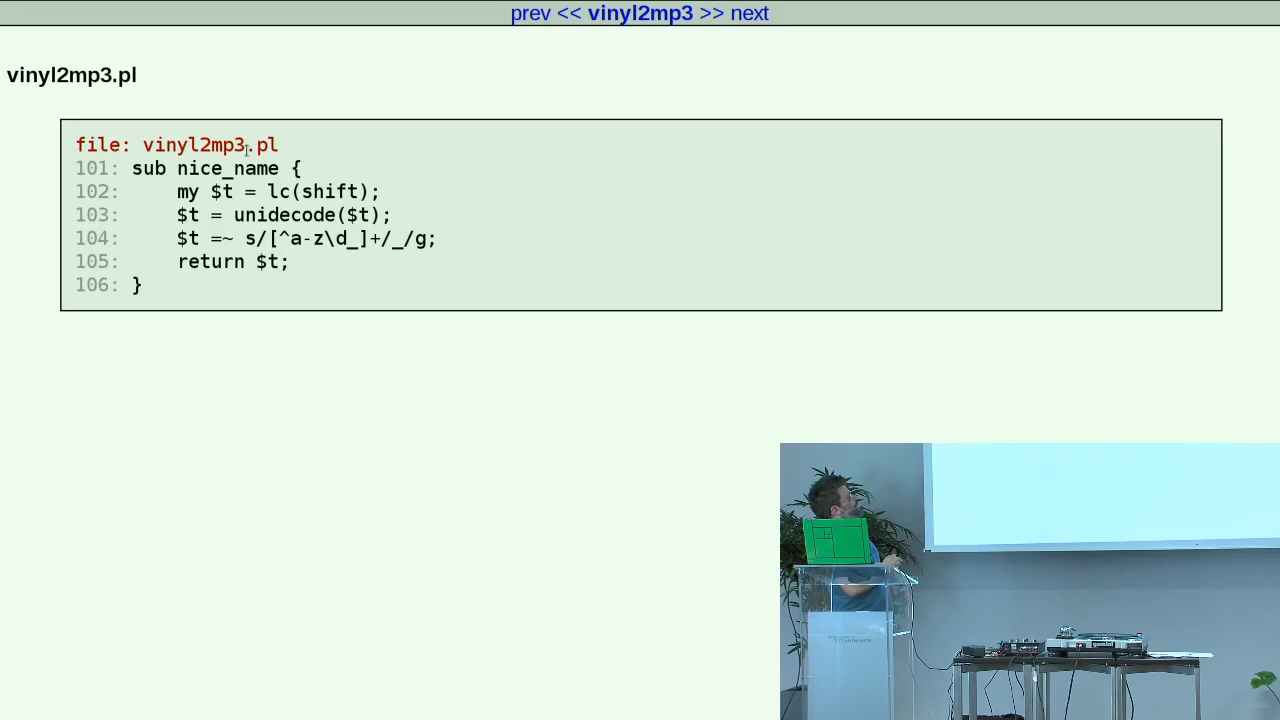 prev << vinyl2mp3 >> next
vinyl2mp3.pl
file: vinyl2mp3.pl
101: sub nice_name {
102:     my $t = lc(shift);
103:     $t = unidecode($t);
104:     $t =~ s/[^a-z\d_]+/_/g;
105:     return $t;
106: }